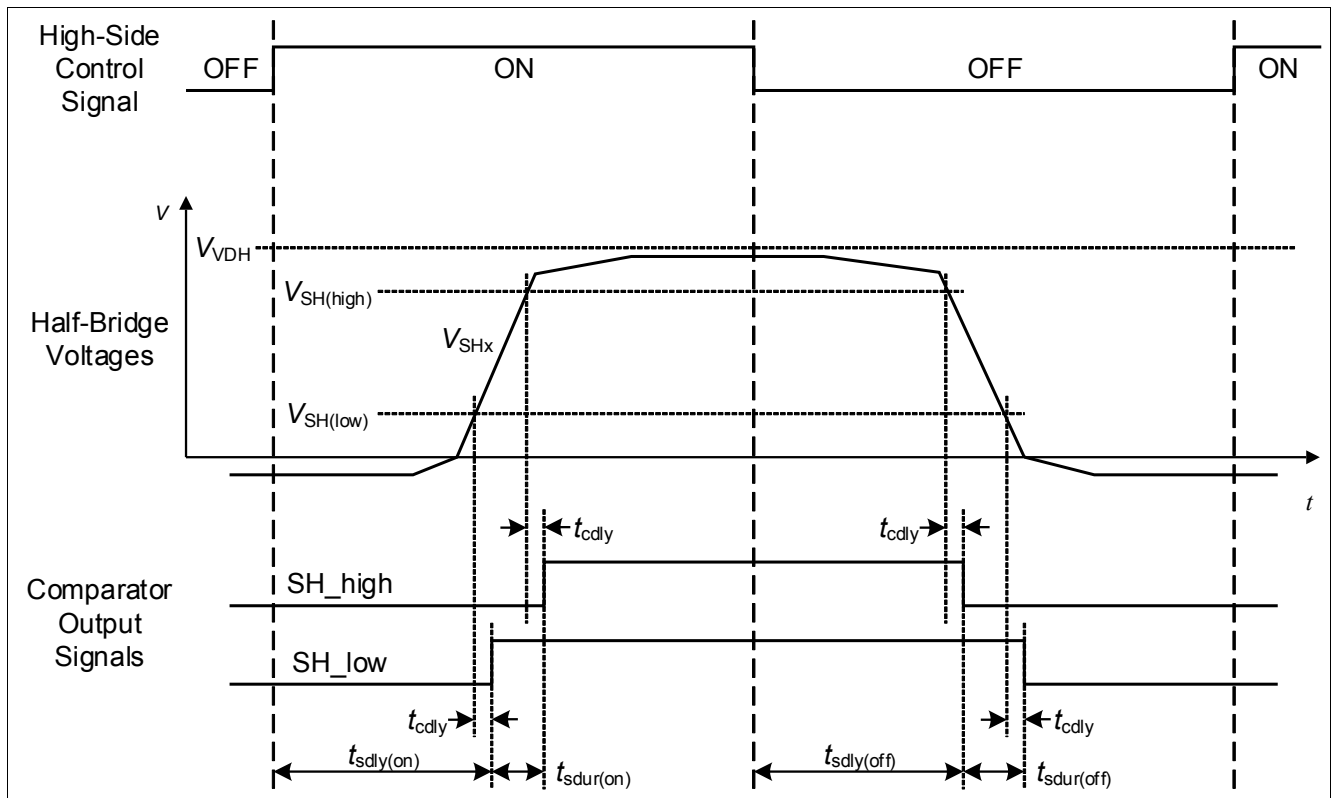 High-Side
Control
Signal
OFF
ON
OFF
ON
v
VVDH
VSH(high)
Half-Bridge
Voltages
VSHx
VSH(low)
t
tcdly
tcdly
Comparator
Output
Signals
SH_high
SH_low
tcdly
tcdly
tsdly(on)
tsdur(on)
tsdly(off)
tsdur(off)